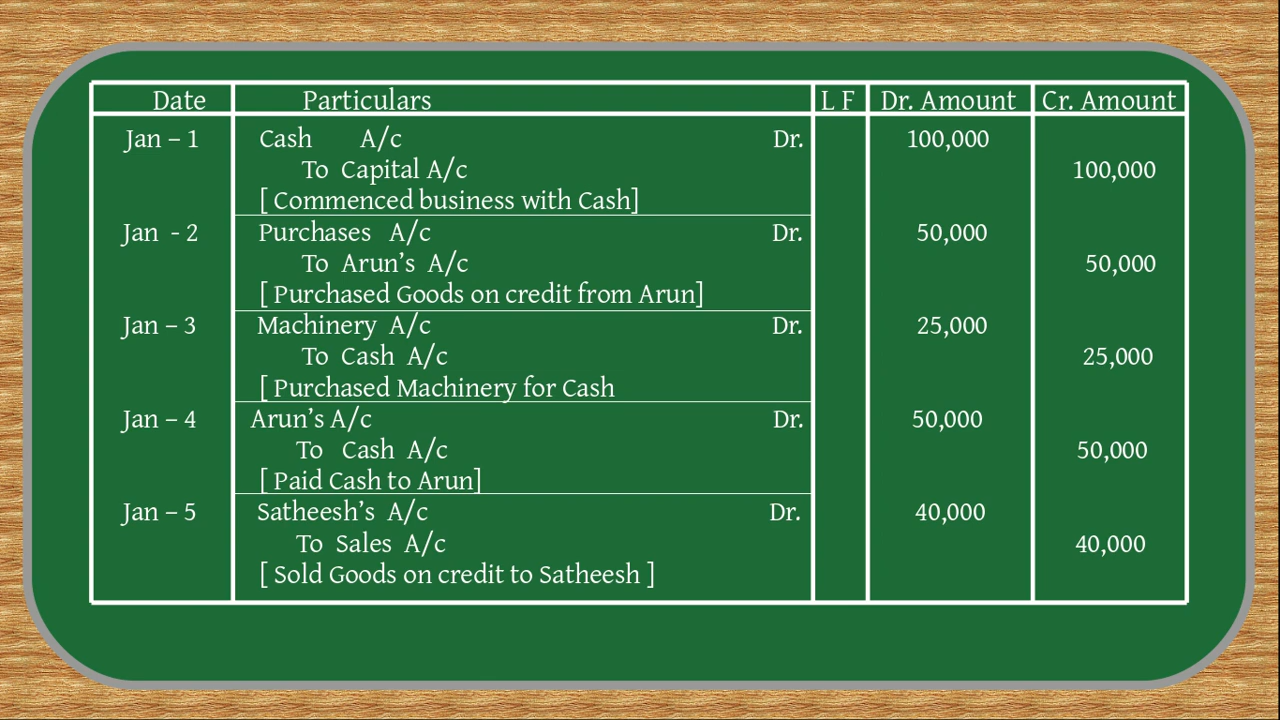 Date Particulars L F Dr. Amount Cr. Amount
Jan – 1 Cash A/c Dr. 100,000
To Capital A/c 100,000
[ Commenced business with Cash]
Jan - 2 Purchases A/c Dr. 50,000
To Arun’s A/c 50,000
[ Purchased Goods on credit from Arun]
Jan – 3 Machinery A/c Dr. 25,000
To Cash A/c 25,000
[ Purchased Machinery for Cash
Jan – 4 Arun’s A/c Dr. 50,000
To Cash A/c 50,000
[ Paid Cash to Arun]
Jan – 5 Satheesh’s A/c Dr. 40,000
To Sales A/c 40,000
[ Sold Goods on credit to Satheesh ]